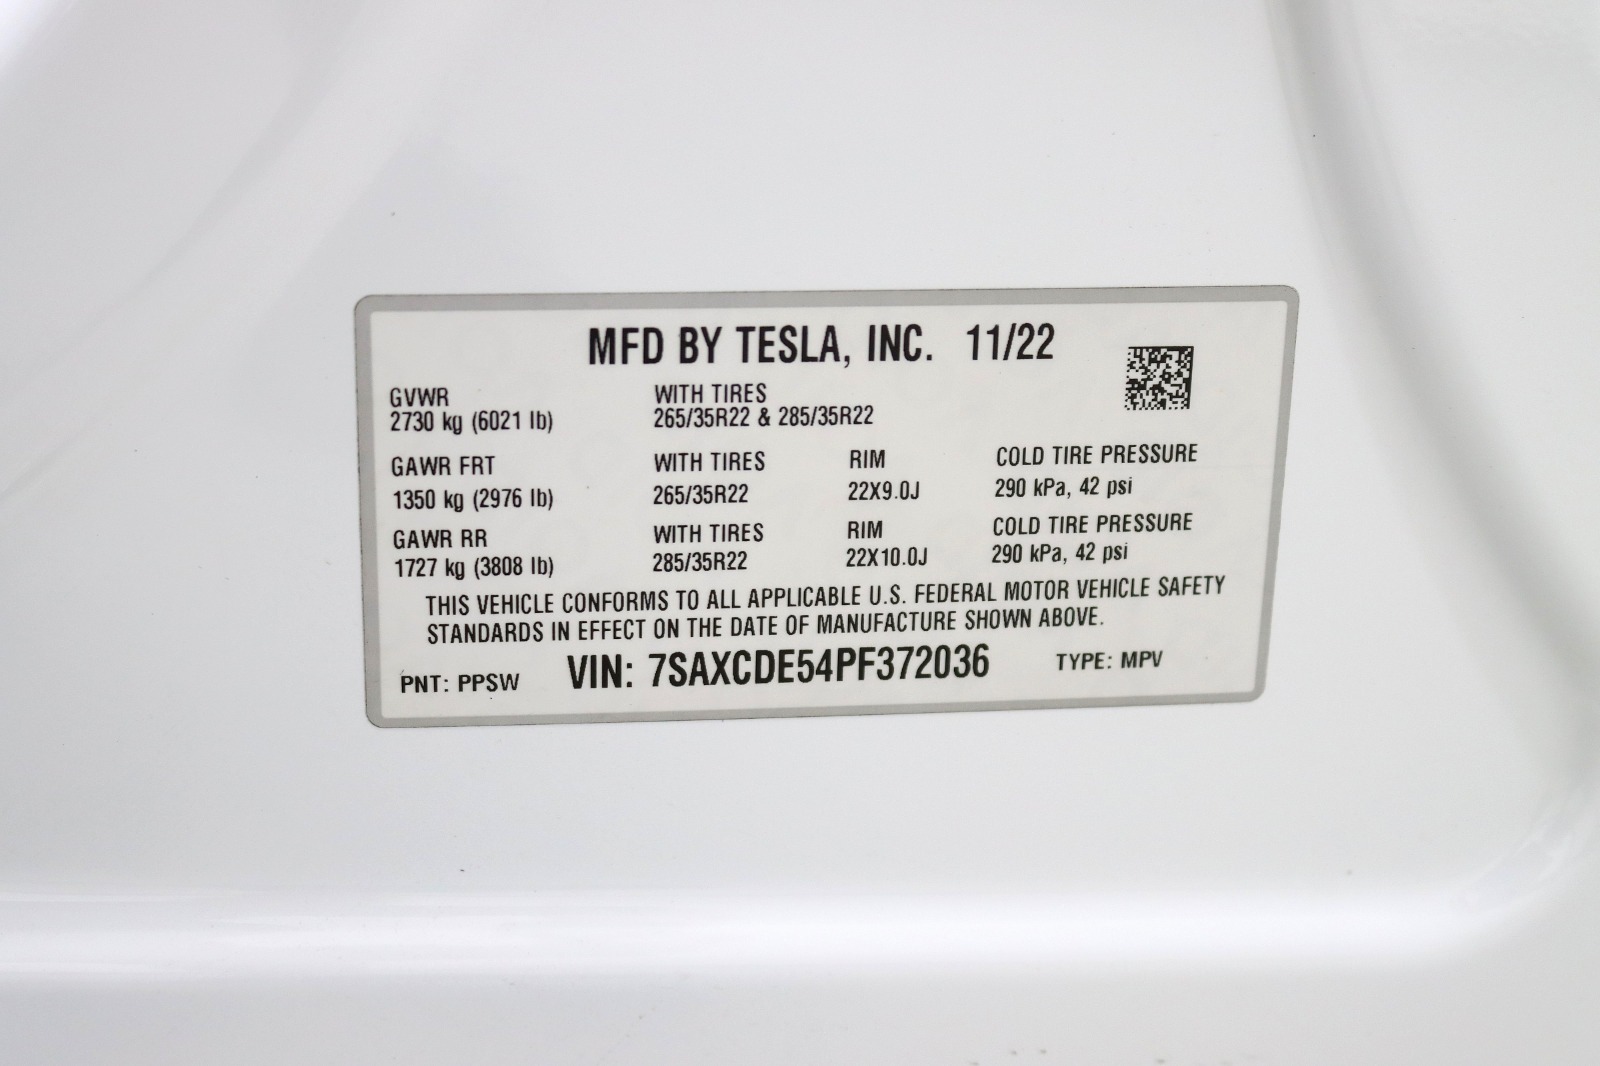 MFD BY TESLA, INC. 11/22
GVWR WITH TIRES
2730 kg (6021 lb) 265/35R22 & 285/35R22
GAWR FRT WITH TIRES RIM COLD TIRE PRESSURE
1350 kg (2976 lb) 265/35R22 22X9.0J 290 kPa, 42 psi
GAWR RR WITH TIRES RIM COLD TIRE PRESSURE
1727 kg (3808 lb) 285/35R22 22X10.0J 290 kPa, 42 psi
THIS VEHICLE CONFORMS TO ALL APPLICABLE U.S. FEDERAL MOTOR VEHICLE SAFETY
STANDARDS IN EFFECT ON THE DATE OF MANUFACTURE SHOWN ABOVE.
PNT: PPSW VIN: 7SAXCDE54PF372036 TYPE: MPV